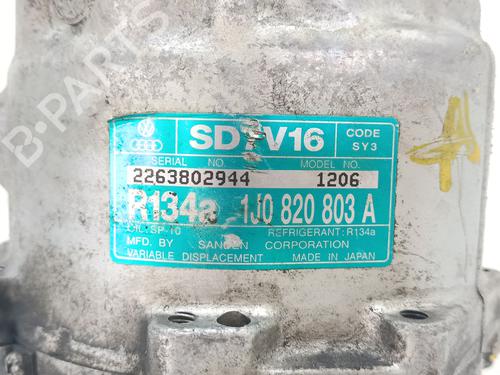 SD7V16
CODE
SY3
SERIAL NO.
MODEL NO.
2263802944
1206
R134a 1J0 820 803 A
OIL:SP-10
REFRIGERANT:R134a
MFD. BY SANDEN CORPORATION
VARIABLE DISPLACEMENT MADE IN JAPAN
B-PARTS